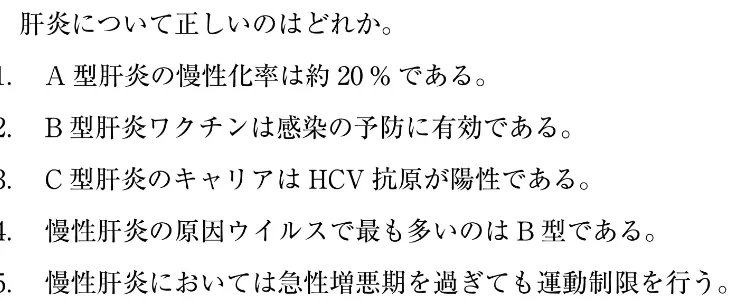 肝炎について正しいのはどれか。
1. A 型肝炎の慢性化率は約 20 % である。
2. B 型肝炎ワクチンは感染の予防に有効である。
3. C 型肝炎のキャリアは HCV 抗原が陽性である。
4. 慢性肝炎の原因ウイルスで最も多いのは B 型である。
5. 慢性肝炎においては急性増悪期を過ぎても運動制限を行う。